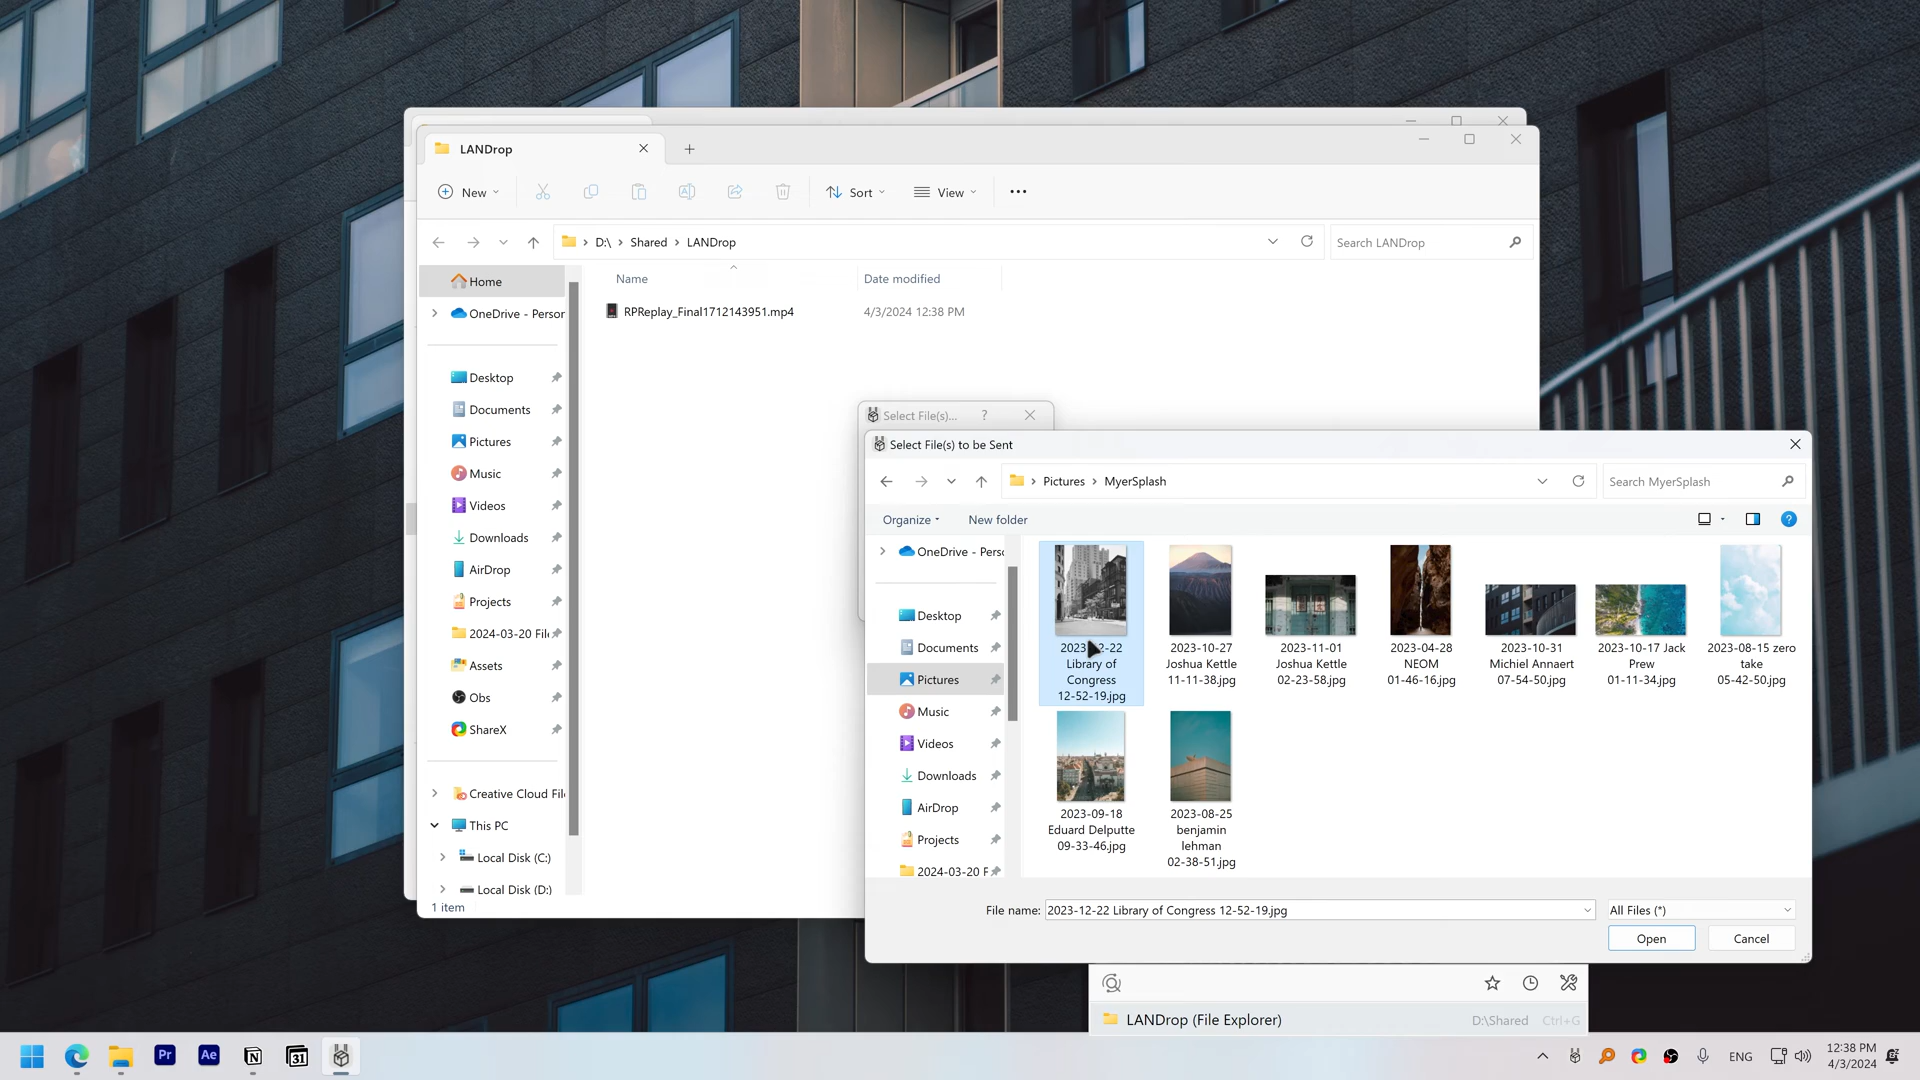 LANDrop
New
Sort
View
D:\ Shared LANDrop
Search LANDrop
Home
OneDrive - Person
Desktop
Documents
Pictures
Music
Videos
Downloads
AirDrop
Projects
2024-03-20 Fil
Assets
Obs
ShareX
Creative Cloud Fil
This PC
Local Disk (C:)
Local Disk (D:)
1 item
Name
Date modified
RPReplay_Final1712143951.mp4
4/3/2024 12:38 PM
Select File(s)... ?
Select File(s) to be Sent
Pictures MyerSplash
Search MyerSplash
Organize
New folder
?
OneDrive - Perso
Desktop
Documents
Pictures
Music
Videos
Downloads
AirDrop
Projects
2024-03-20 F
2023-12-22
Library of
Congress
12-52-19.jpg
2023-10-27
Joshua Kettle
11-11-38.jpg
2023-11-01
Joshua Kettle
02-23-58.jpg
2023-04-28
NEOM
01-46-16.jpg
2023-10-31
Michiel Annaert
07-54-50.jpg
2023-10-17 Jack
Prew
01-11-34.jpg
2023-08-15 zero
take
05-42-50.jpg
2023-09-18
Eduard Delputte
09-33-46.jpg
2023-08-25
benjamin
lehman
02-38-51.jpg
File name: 2023-12-22 Library of Congress 12-52-19.jpg
All Files (*)
Open
Cancel
LANDrop (File Explorer)
D:\Shared Ctrl+G
Pr
Ae
31
ENG
12:38 PM
4/3/2024